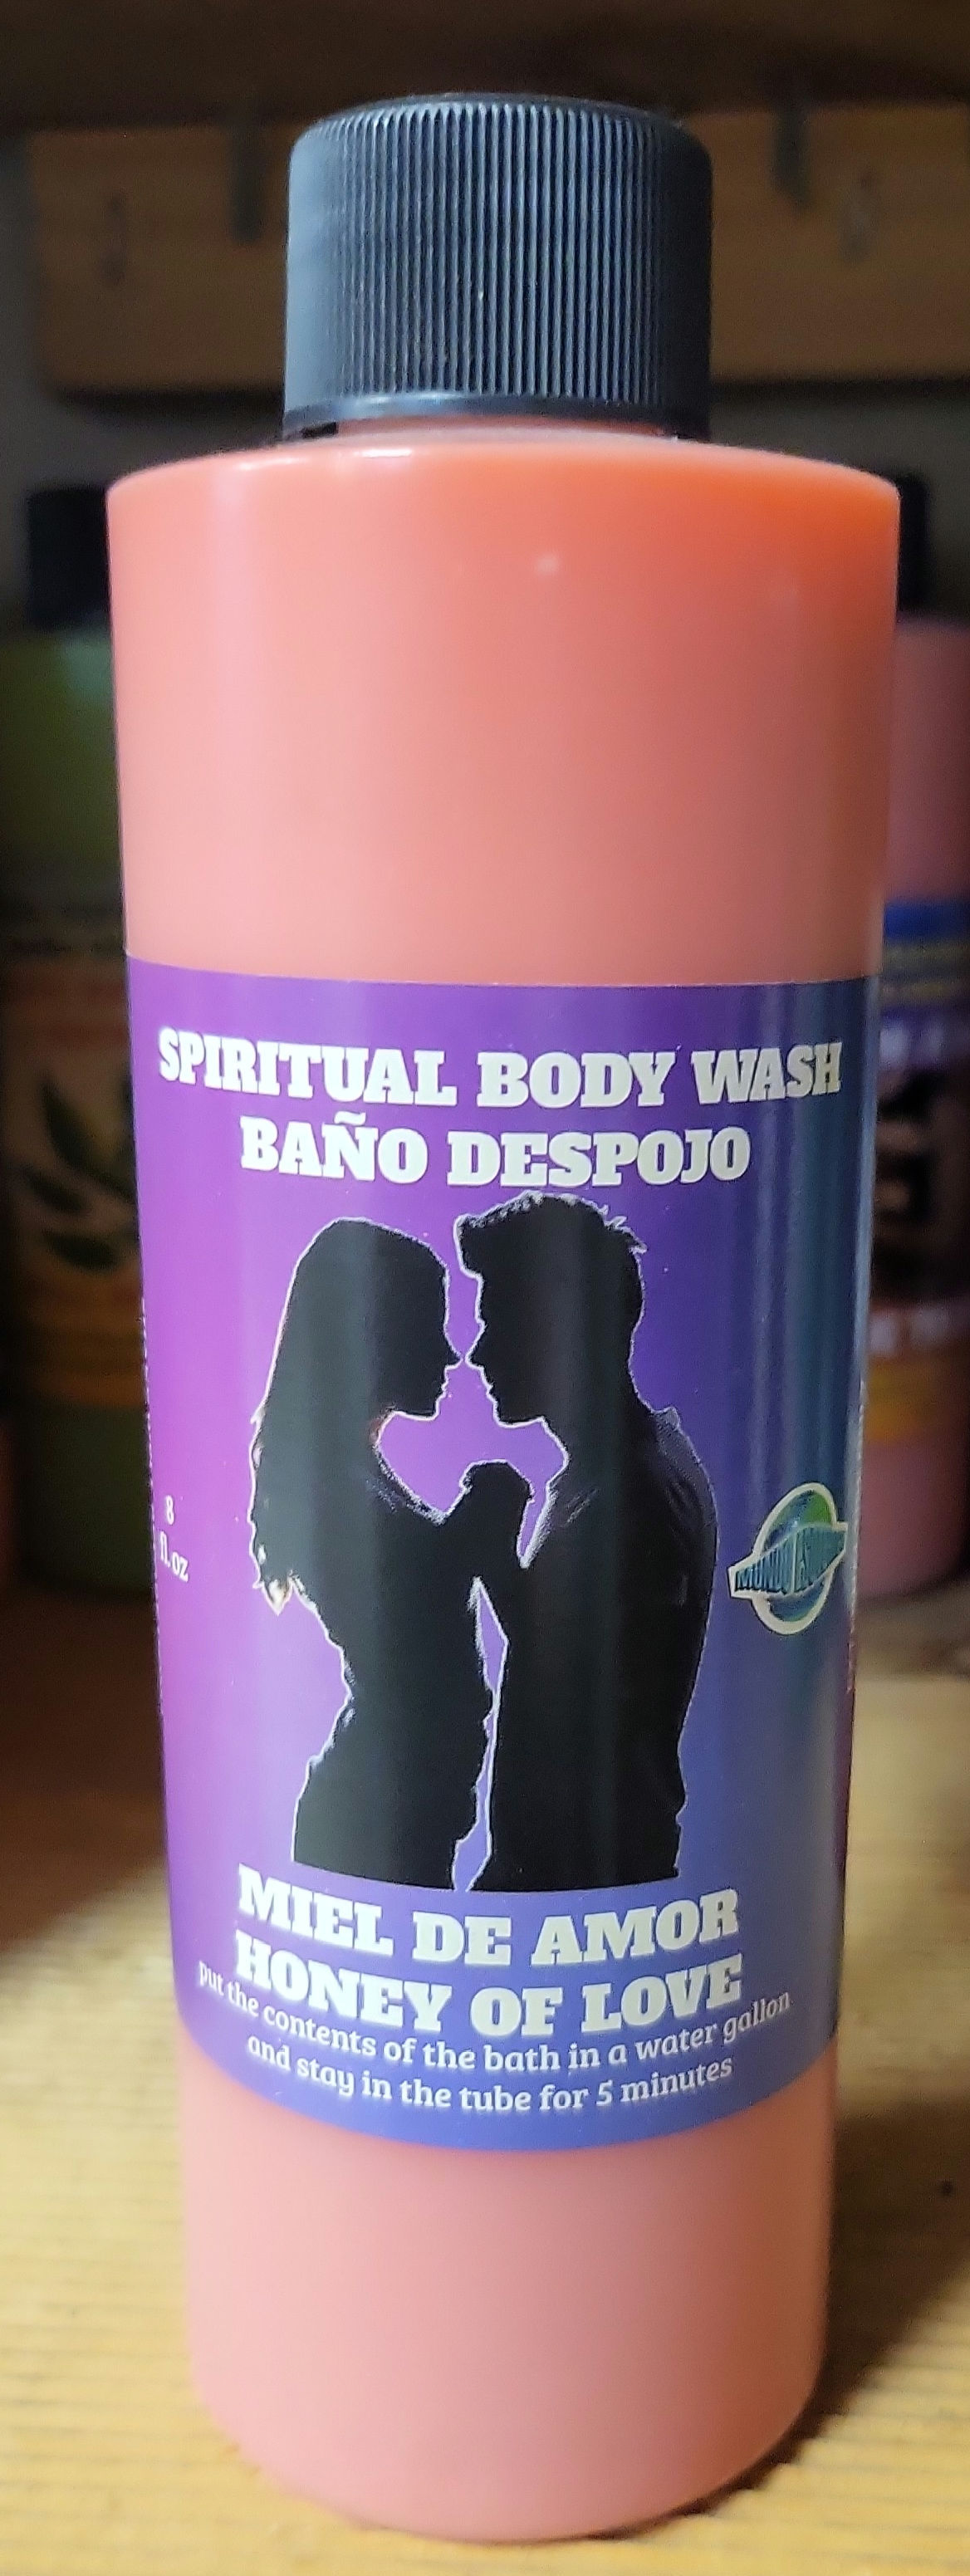 SPIRITUAL BODY WASH
BAÑO DESPOJO
8
fl.oz
MUNDO
MIEL DE AMOR
HONEY OF LOVE
put the contents of the bath in a water gallon
and stay in the tube for 5 minutes